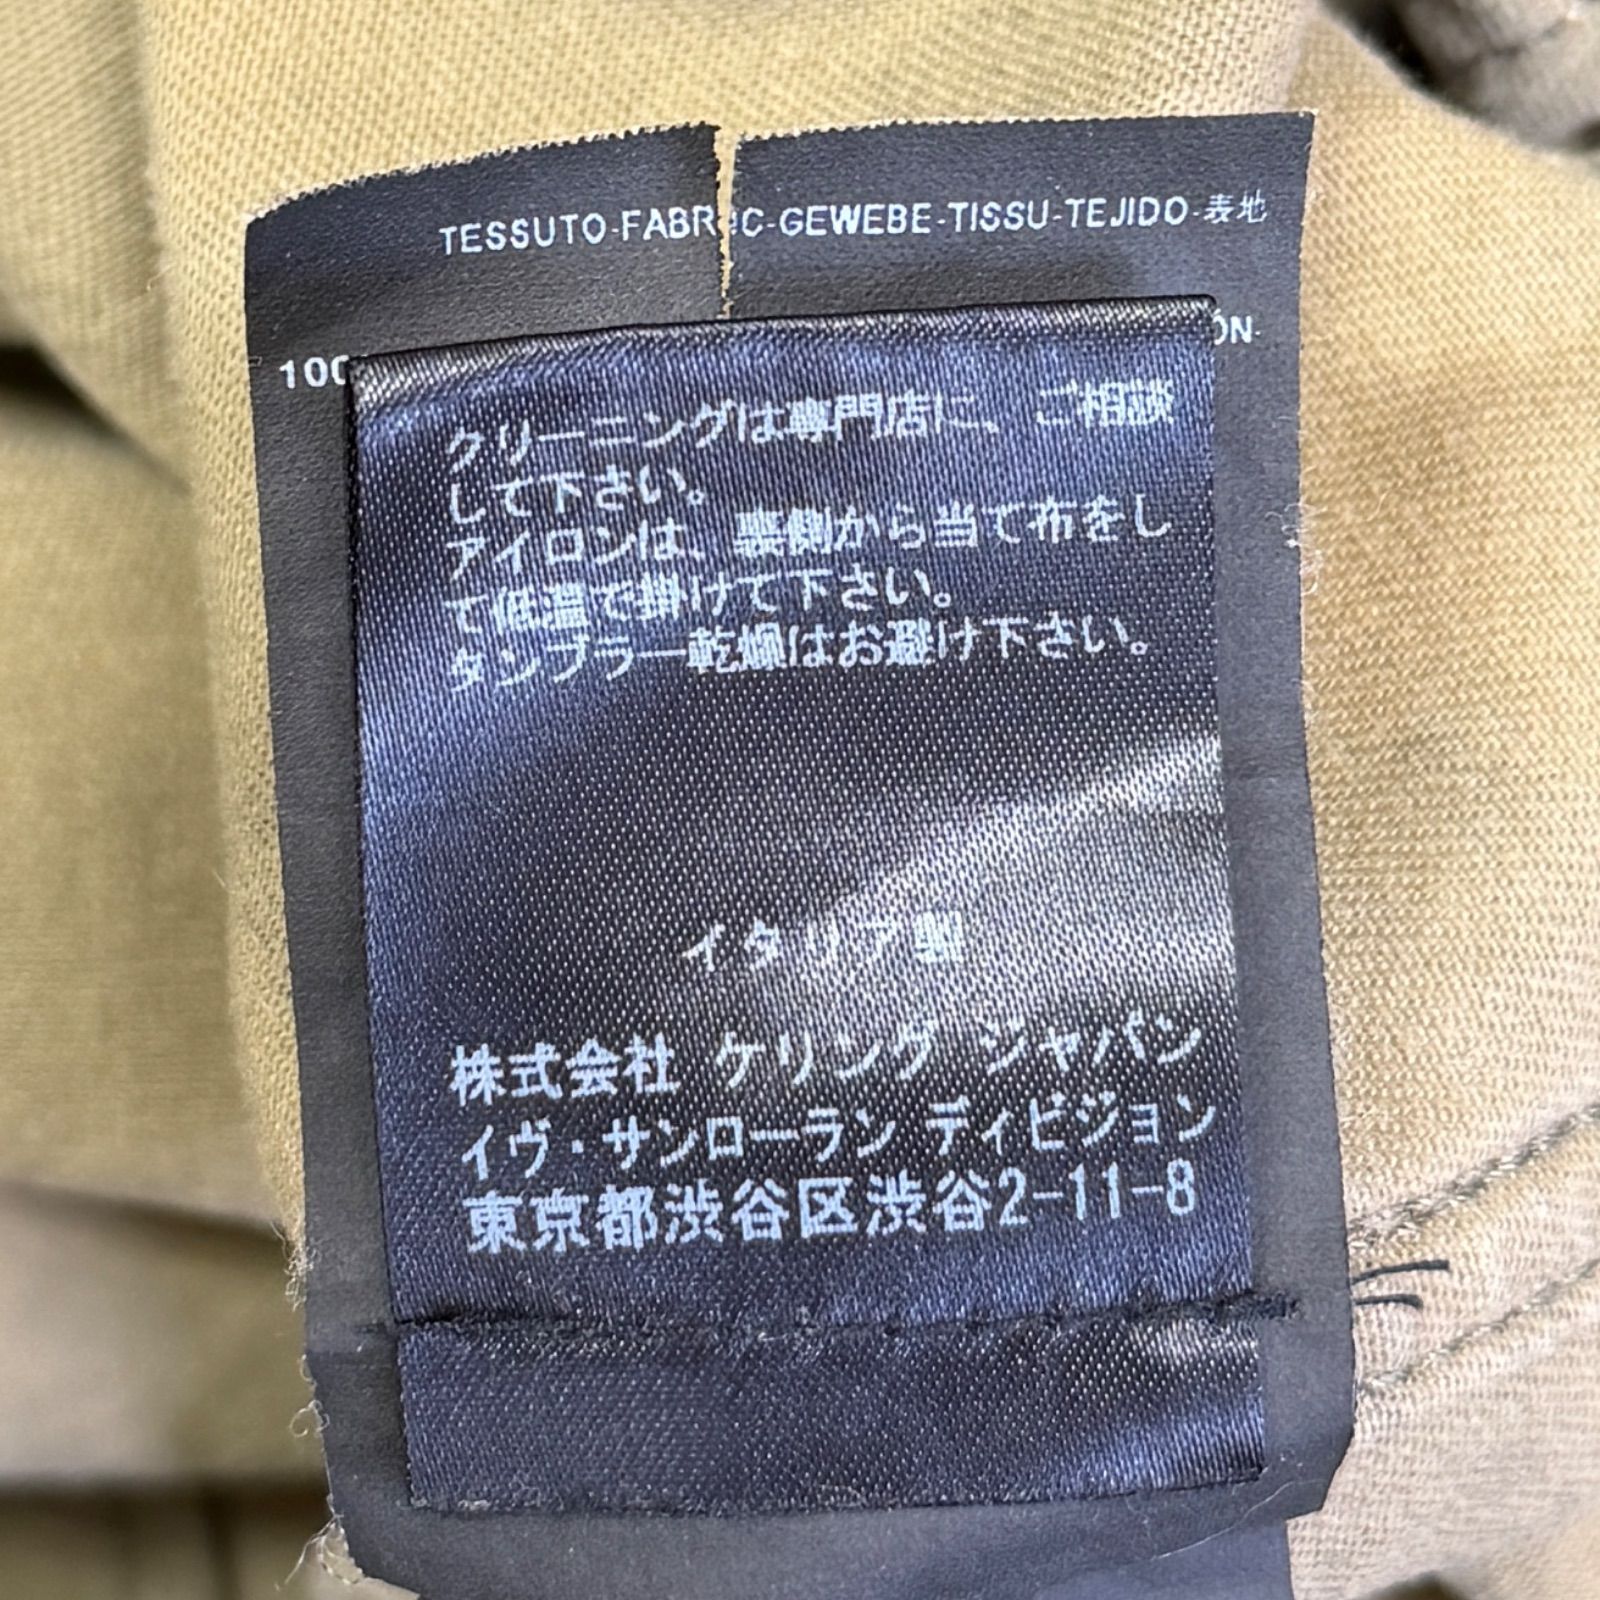 TESSUTO-FABRIC-GEWEBE-TISSU-TEJIDO-表地
100
ÓN-
クリーニングは専門店に、ご相談
して下さい。
アイロンは、裏側から当て布をし
て低温で掛けて下さい。
タンブラー乾燥はお避け下さい。
イタリア製
株式会社 ケリング ジャパン
イヴ・サンローラン ディビジョン
東京都渋谷区渋谷2-11-8